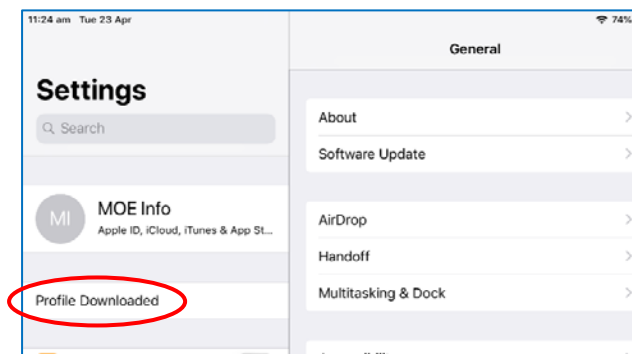 11:24 am Tue 23 Apr
74%
General
Settings
Search
About
Software Update
MI
MOE Info
Apple ID, iCloud, iTunes & App St...
AirDrop
Handoff
Profile Downloaded
Multitasking & Dock